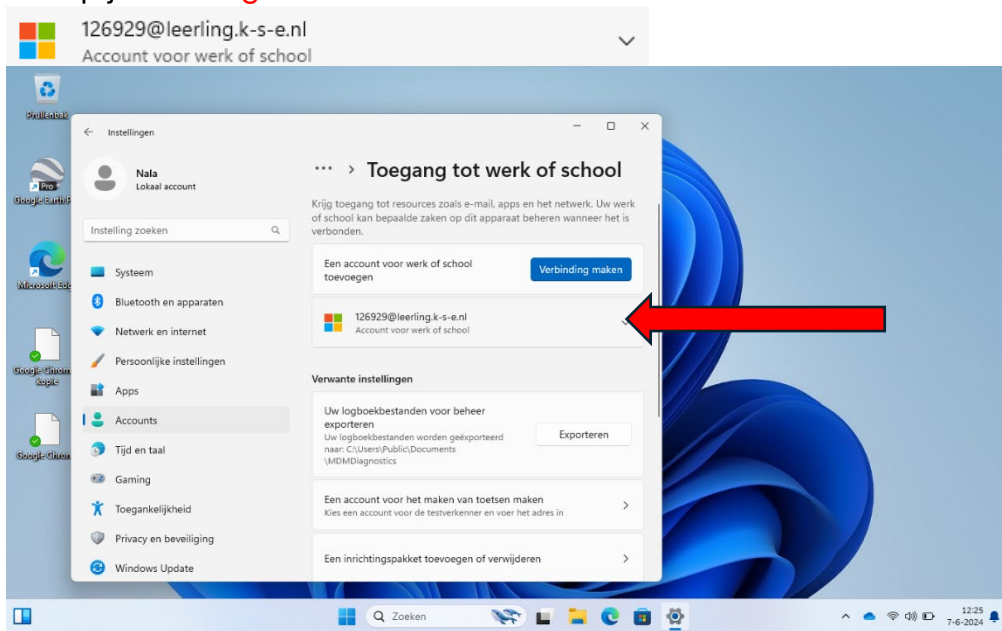 126929@leerling.k-s-e.nl
Account voor werk of school
Prullenbak
Instellingen
Nala
Lokaal account
Instelling zoeken
Systeem
Bluetooth en apparaten
Netwerk en internet
Persoonlijke instellingen
Apps
Accounts
Tijd en taal
Gaming
Toegankelijkheid
Privacy en beveiliging
Windows Update
··· > Toegang tot werk of school
Krijg toegang tot resources zoals e-mail, apps en het netwerk. Uw werk
of school kan bepaalde zaken op dit apparaat beheren wanneer het is
verbonden.
Een account voor werk of school
toevoegen
Verbinding maken
126929@leerling.k-s-e.nl
Account voor werk of school
Verwante instellingen
Uw logboekbestanden voor beheer
exporteren
Uw logboekbestanden worden geëxporteerd
naar: C:\Users\Public\Documents
\MDMDiagnostics
Exporteren
Een account voor het maken van toetsen maken
Kies een account voor de testverkenner en voer het adres in
Een inrichtingspakket toevoegen of verwijderen
Pro
Google Earth P
Microsoft Edg
Google Chrom
kopie
Google Chrom
Zoeken
12:25
7-6-2024